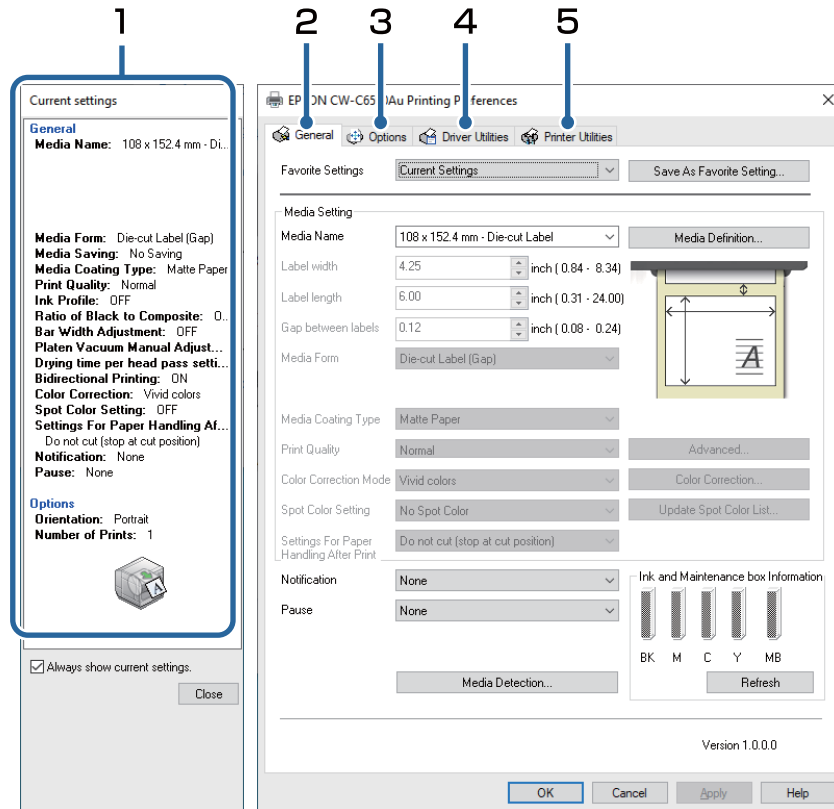 1 2 3 4 5
Current settings
General
Media Name: 108 x 152.4 mm - Di..
Media Form: Die-cut Label (Gap)
Media Saving: No Saving
Media Coating Type: Matte Paper
Print Quality: Normal
Ink Profile: OFF
Ratio of Black to Composite: 0..
Bar Width Adjustment: OFF
Platen Vacuum Manual Adjust...
Drying time per head pass setti...
Bidirectional Printing: ON
Color Correction: Vivid colors
Spot Color Setting: OFF
Settings For Paper Handling Af...
Do not cut (stop at cut position)
Notification: None
Pause: None
Options
Orientation: Portrait
Number of Prints: 1
Always show current settings.
Close
General Options Driver Utilities Printer Utilities
Favorite Settings Current Settings Save As Favorite Setting...
Media Setting
Media Name 108 x 152.4 mm - Die-cut Label Media Definition...
Label width 4.25 inch ( 0.84 - 8.34)
Label length 6.00 inch ( 0.31 - 24.00)
Gap between labels 0.12 inch ( 0.08 - 0.24)
Media Form Die-cut Label (Gap)
A
Media Coating Type Matte Paper
Print Quality Normal Advanced...
Color Correction Mode Vivid colors Color Correction...
Spot Color Setting No Spot Color Update Spot Color List...
Settings For Paper Do not cut (stop at cut position)
Handling After Print
Notification None
Pause None
Ink and Maintenance box Information
BK M C Y MB
Media Detection... Refresh
Version 1.0.0.0
OK Cancel Apply Help